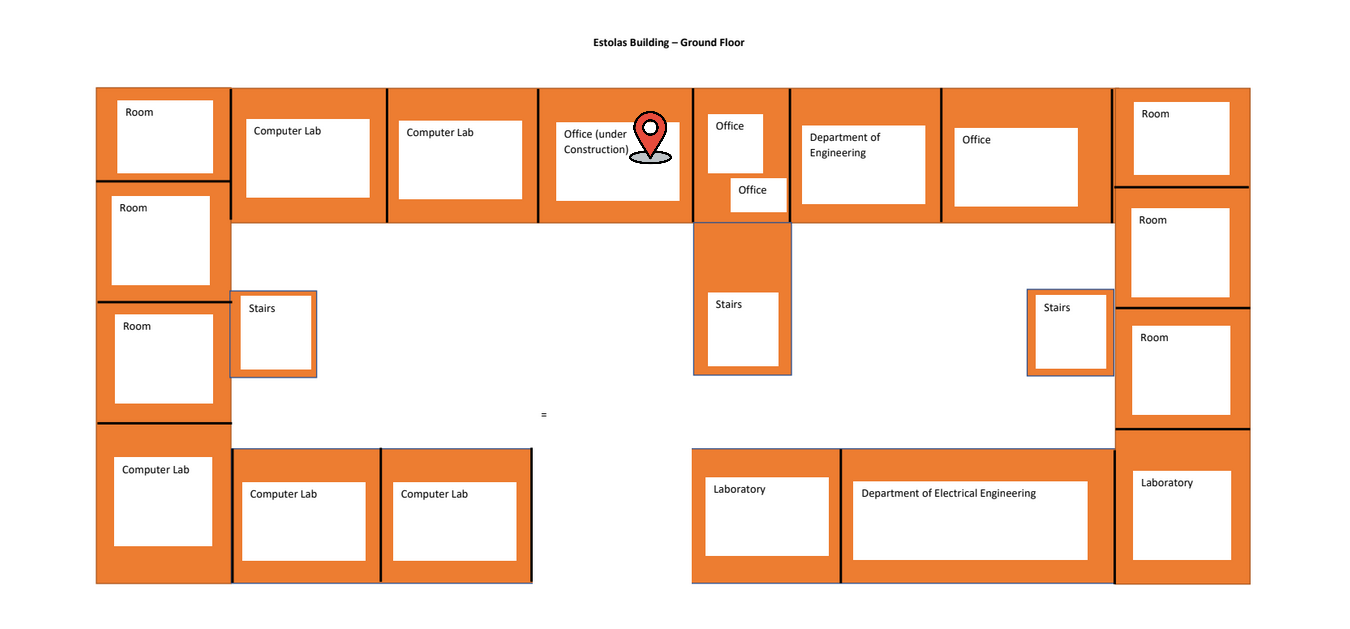 Estolas Building – Ground Floor
Room
Computer Lab
Computer Lab
Office (under
Construction)
Office
Office
Department of
Engineering
Office
Room
Room
Room
Stairs
Stairs
Stairs
Room
Room
=
Computer Lab
Computer Lab
Computer Lab
Laboratory
Department of Electrical Engineering
Laboratory